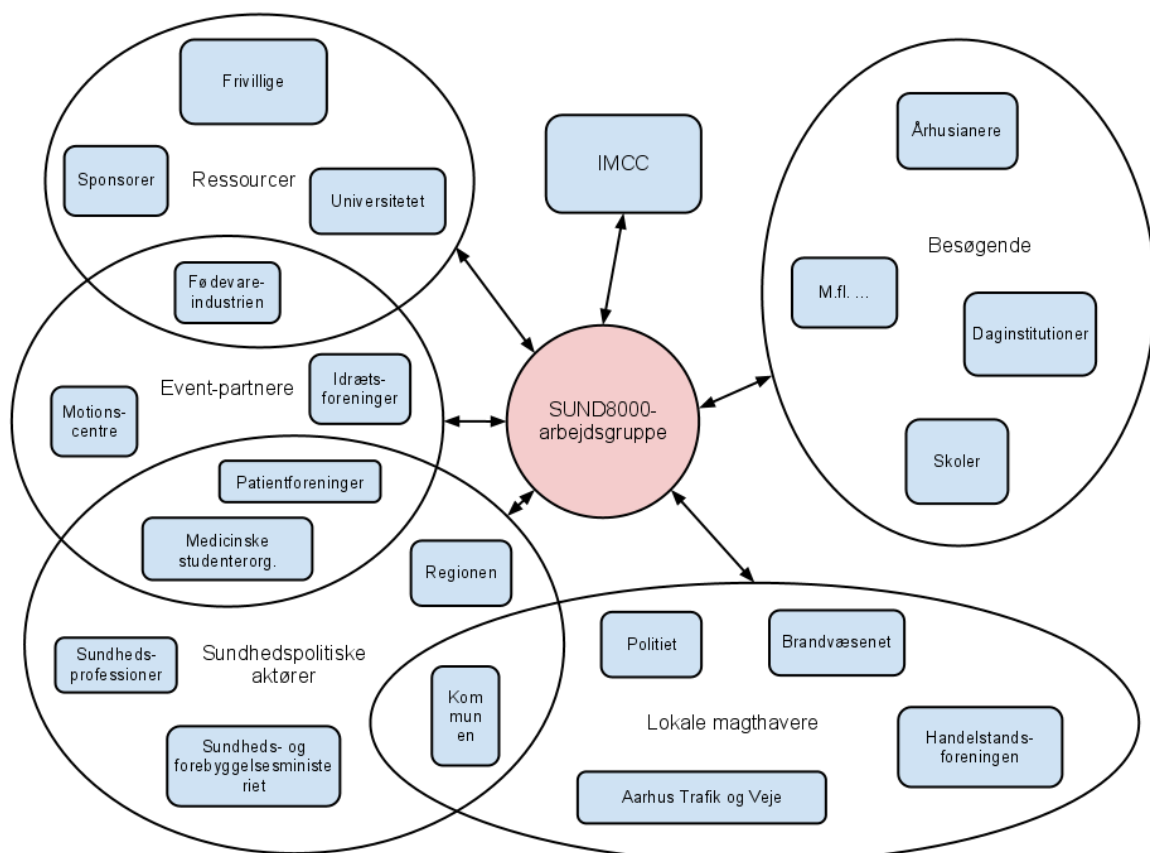 Frivillige
Sponsorer
Ressourcer
Universitetet
Fødevare-
industrien
Event-partnere
Idræts-
foreninger
Motions-
centre
Patientforeninger
Medicinske
studenterorg.
Regionen
Sundheds-
professioner
Sundhedspolitiske
aktører
Sundheds- og
forebyggelsesministe
riet
Kom
mun
en
IMCC
SUND8000-
arbejdsgruppe
Århusianere
Besøgende
M.fl. ...
Daginstitutioner
Skoler
Politiet
Brandvæsenet
Lokale magthavere
Handelstands-
foreningen
Aarhus Trafik og Veje